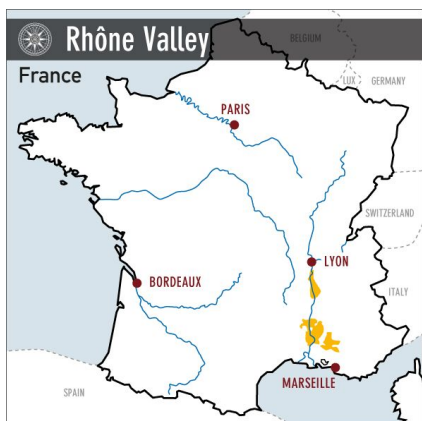 Rhône Valley
BELGIUM
France
LUX
GERMANY
PARIS
SWITZERLAND
LYON
BORDEAUX
ITALY
SPAIN
MARSEILLE